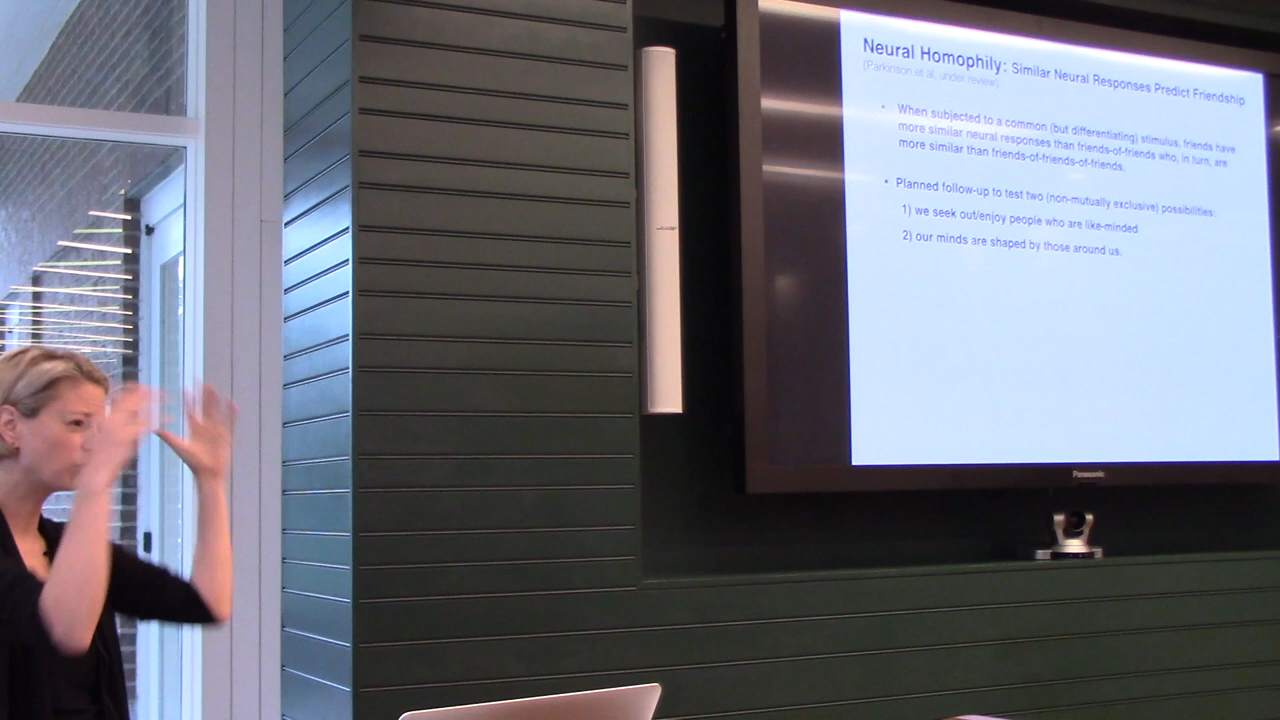 Neural Homophily: Similar Neural Responses Predict Friendship
(Parkinson et al, under review)
• When subjected to a common (but differentiating) stimulus, friends have
more similar neural responses than friends-of-friends who, in turn, are
more similar than friends-of-friends-of-friends.
• Planned follow-up to test two (non-mutually exclusive) possibilities:
1) we seek out/enjoy people who are like-minded
2) our minds are shaped by those around us.
Panasonic